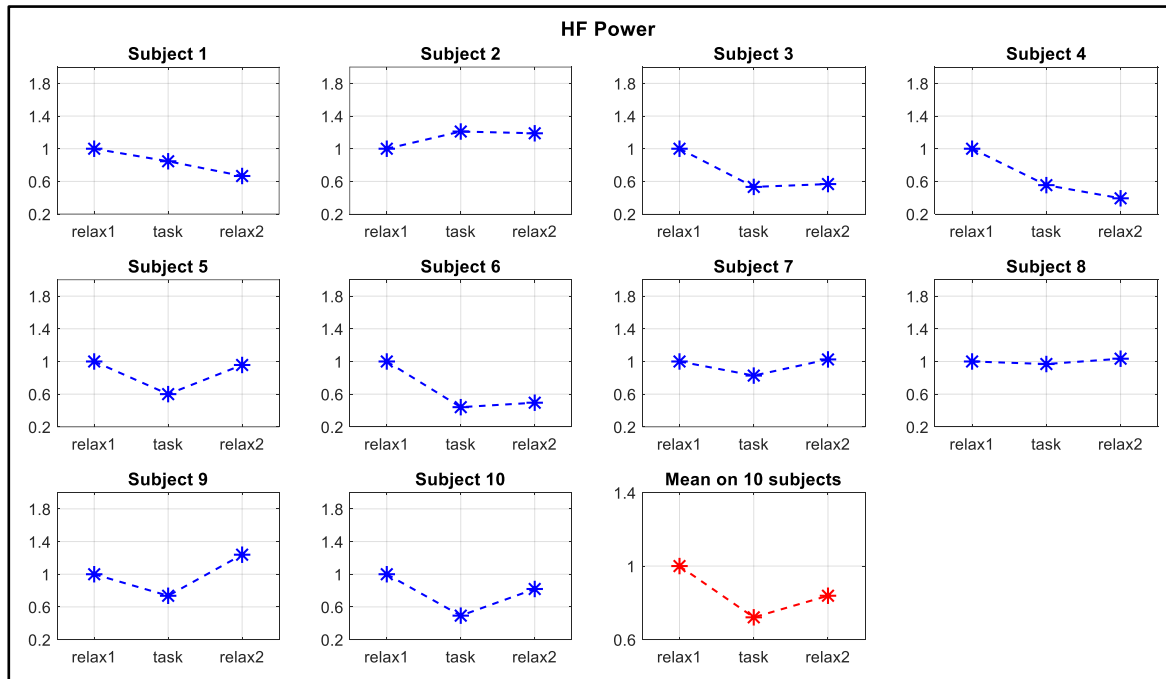 HF Power
Subject 1
Subject 2
Subject 3
Subject 4
1.8
1.4
1
0.6
0.2
relax1 task relax2
1.8
1.4
1
0.6
0.2
relax1 task relax2
1.8
1.4
1
0.6
0.2
relax1 task relax2
1.8
1.4
1
0.6
0.2
relax1 task relax2
Subject 5
Subject 6
Subject 7
Subject 8
1.8
1.4
1
0.6
0.2
relax1 task relax2
1.8
1.4
1
0.6
0.2
relax1 task relax2
1.8
1.4
1
0.6
0.2
relax1 task relax2
1.8
1.4
1
0.6
0.2
relax1 task relax2
Subject 9
Subject 10
Mean on 10 subjects
1.8
1.4
1
0.6
0.2
relax1 task relax2
1.8
1.4
1
0.6
0.2
relax1 task relax2
1.4
1
0.6
relax1 task relax2